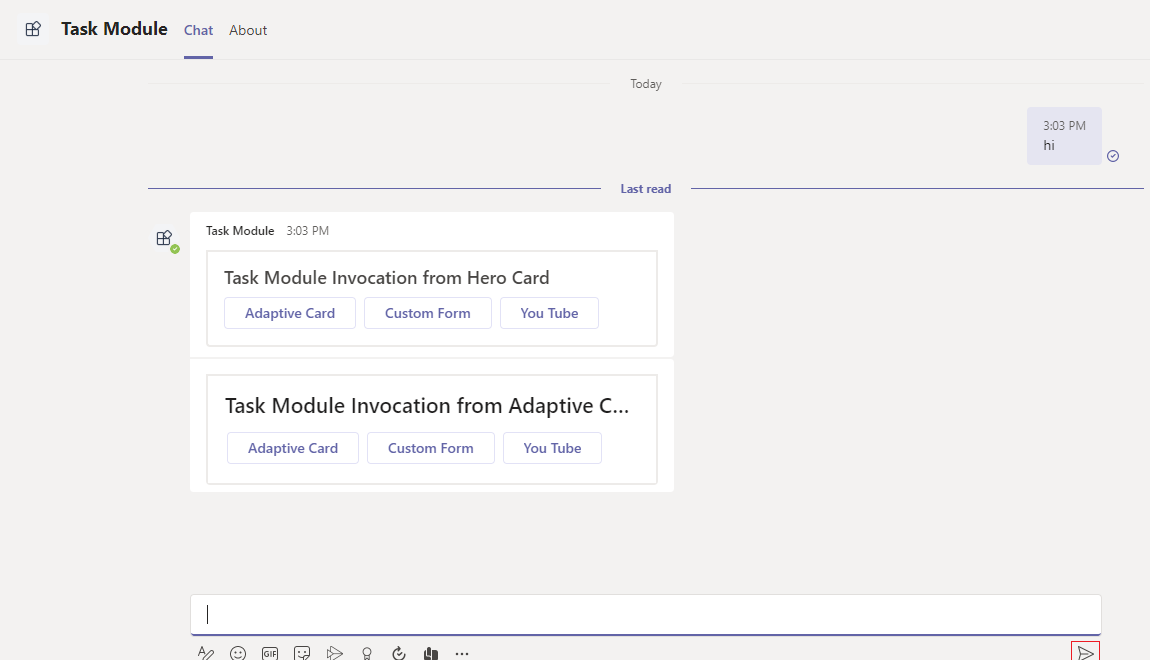 Task Module Chat About
Today
3:03 PM
hi
Last read
Task Module 3:03 PM
Task Module Invocation from Hero Card
Adaptive Card Custom Form You Tube
Task Module Invocation from Adaptive C...
Adaptive Card Custom Form You Tube
GIF